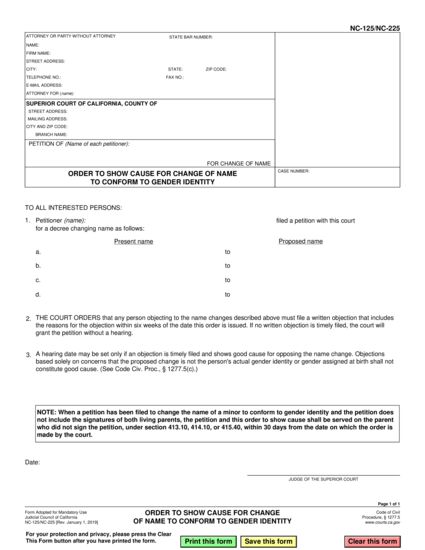 NC-125/NC-225
ATTORNEY OR PARTY WITHOUT ATTORNEY
STATE BAR NUMBER:
NAME:
FIRM NAME:
STREET ADDRESS:
CITY: STATE: ZIP CODE:
TELEPHONE NO.: FAX NO.:
E-MAIL ADDRESS:
ATTORNEY FOR (name):
SUPERIOR COURT OF CALIFORNIA, COUNTY OF
STREET ADDRESS:
MAILING ADDRESS:
CITY AND ZIP CODE:
BRANCH NAME:
PETITION OF (Name of each petitioner):
FOR CHANGE OF NAME
ORDER TO SHOW CAUSE FOR CHANGE OF NAME
TO CONFORM TO GENDER IDENTITY
CASE NUMBER:
TO ALL INTERESTED PERSONS:
1. Petitioner (name): filed a petition with this court
for a decree changing name as follows:
Present name Proposed name
a. to
b. to
c. to
d. to
2. THE COURT ORDERS that any person objecting to the name changes described above must file a written objection that includes
the reasons for the objection within six weeks of the date this order is issued. If no written objection is timely filed, the court will
grant the petition without a hearing.
3. A hearing date may be set only if an objection is timely filed and shows good cause for opposing the name change. Objections
based solely on concerns that the proposed change is not the person's actual gender identity or gender assigned at birth shall not
constitute good cause. (See Code Civ. Proc., § 1277.5(c).)
NOTE: When a petition has been filed to change the name of a minor to conform to gender identity and the petition does
not include the signatures of both living parents, the petition and this order to show cause shall be served on the parent
who did not sign the petition, under section 413.10, 414.10, or 415.40, within 30 days from the date on which the order is
made by the court.
Date:
JUDGE OF THE SUPERIOR COURT
Page 1 of 1
Form Adopted for Mandatory Use
Judicial Council of California
NC-125/NC-225 [Rev. January 1, 2019]
ORDER TO SHOW CAUSE FOR CHANGE
OF NAME TO CONFORM TO GENDER IDENTITY
Code of Civil
Procedure, § 1277.5
www.courts.ca.gov
For your protection and privacy, please press the Clear
This Form button after you have printed the form.
Print this form
Save this form
Clear this form